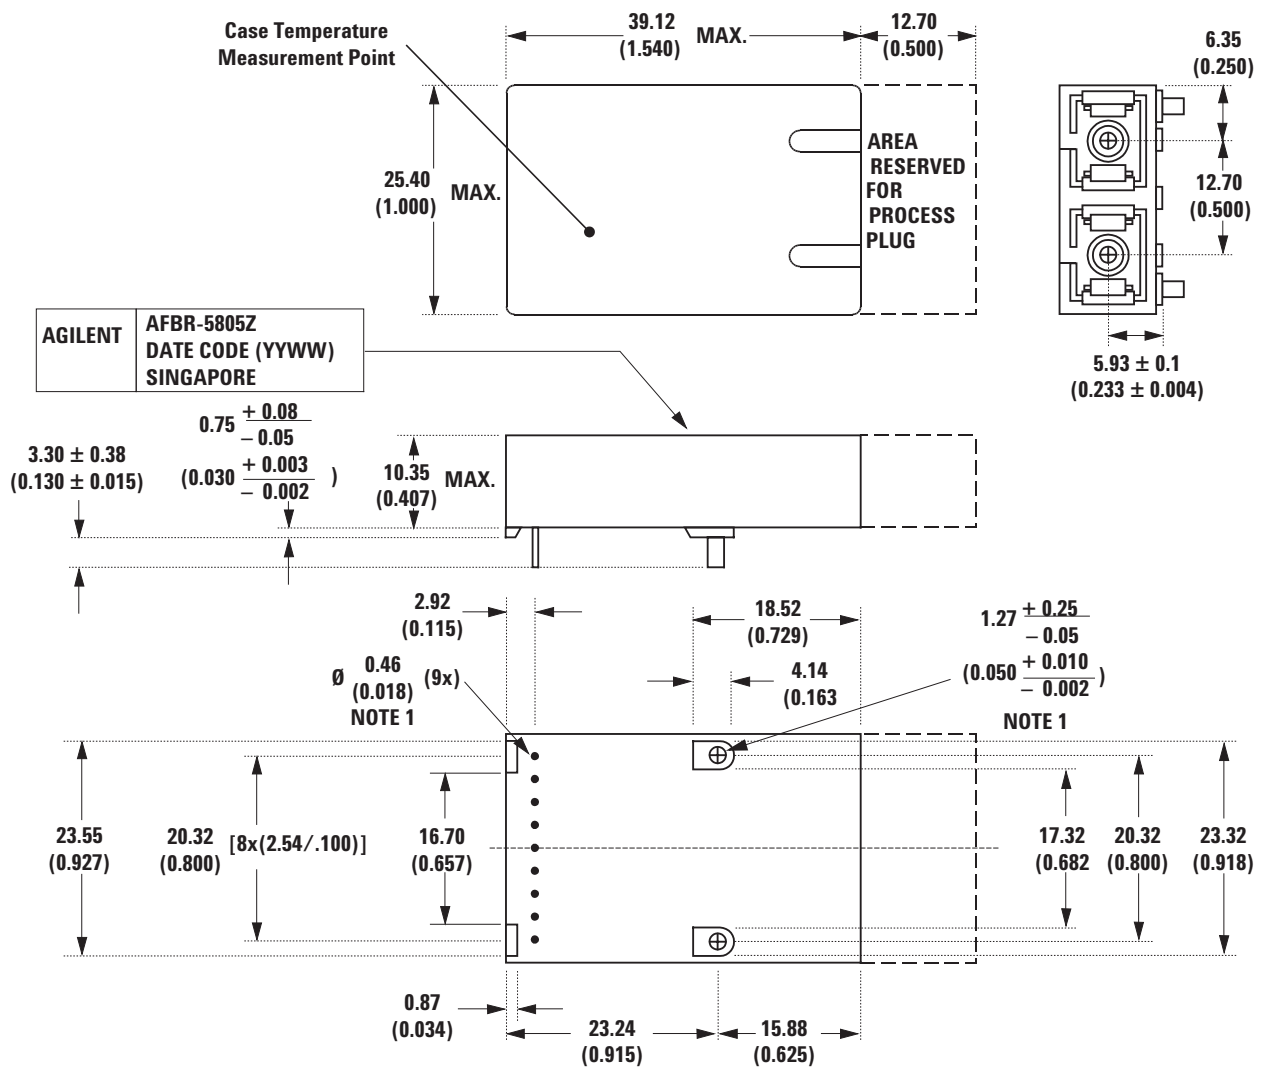 Case Temperature
Measurement Point
39.12
(1.540)
MAX.
12.70
(0.500)
6.35
(0.250)
25.40
(1.000)
MAX.
AREA
RESERVED
FOR
PROCESS
PLUG
12.70
(0.500)
5.93 ± 0.1
(0.233 ± 0.004)
AGILENT
AFBR-5805Z
DATE CODE (YYWW)
SINGAPORE
3.30 ± 0.38
(0.130 ± 0.015)
0.75 + 0.08
– 0.05
(0.030 + 0.003
– 0.002 )
10.35
(0.407)
MAX.
2.92
(0.115)
Ø 0.46
(0.018)
(9x)
NOTE 1
18.52
(0.729)
4.14
(0.163
1.27 + 0.25
– 0.05
(0.050 + 0.010
– 0.002 )
NOTE 1
23.55
(0.927)
20.32
(0.800)
[8x(2.54/.100)]
16.70
(0.657)
17.32
(0.682
20.32
(0.800)
23.32
(0.918)
0.87
(0.034)
23.24
(0.915)
15.88
(0.625)